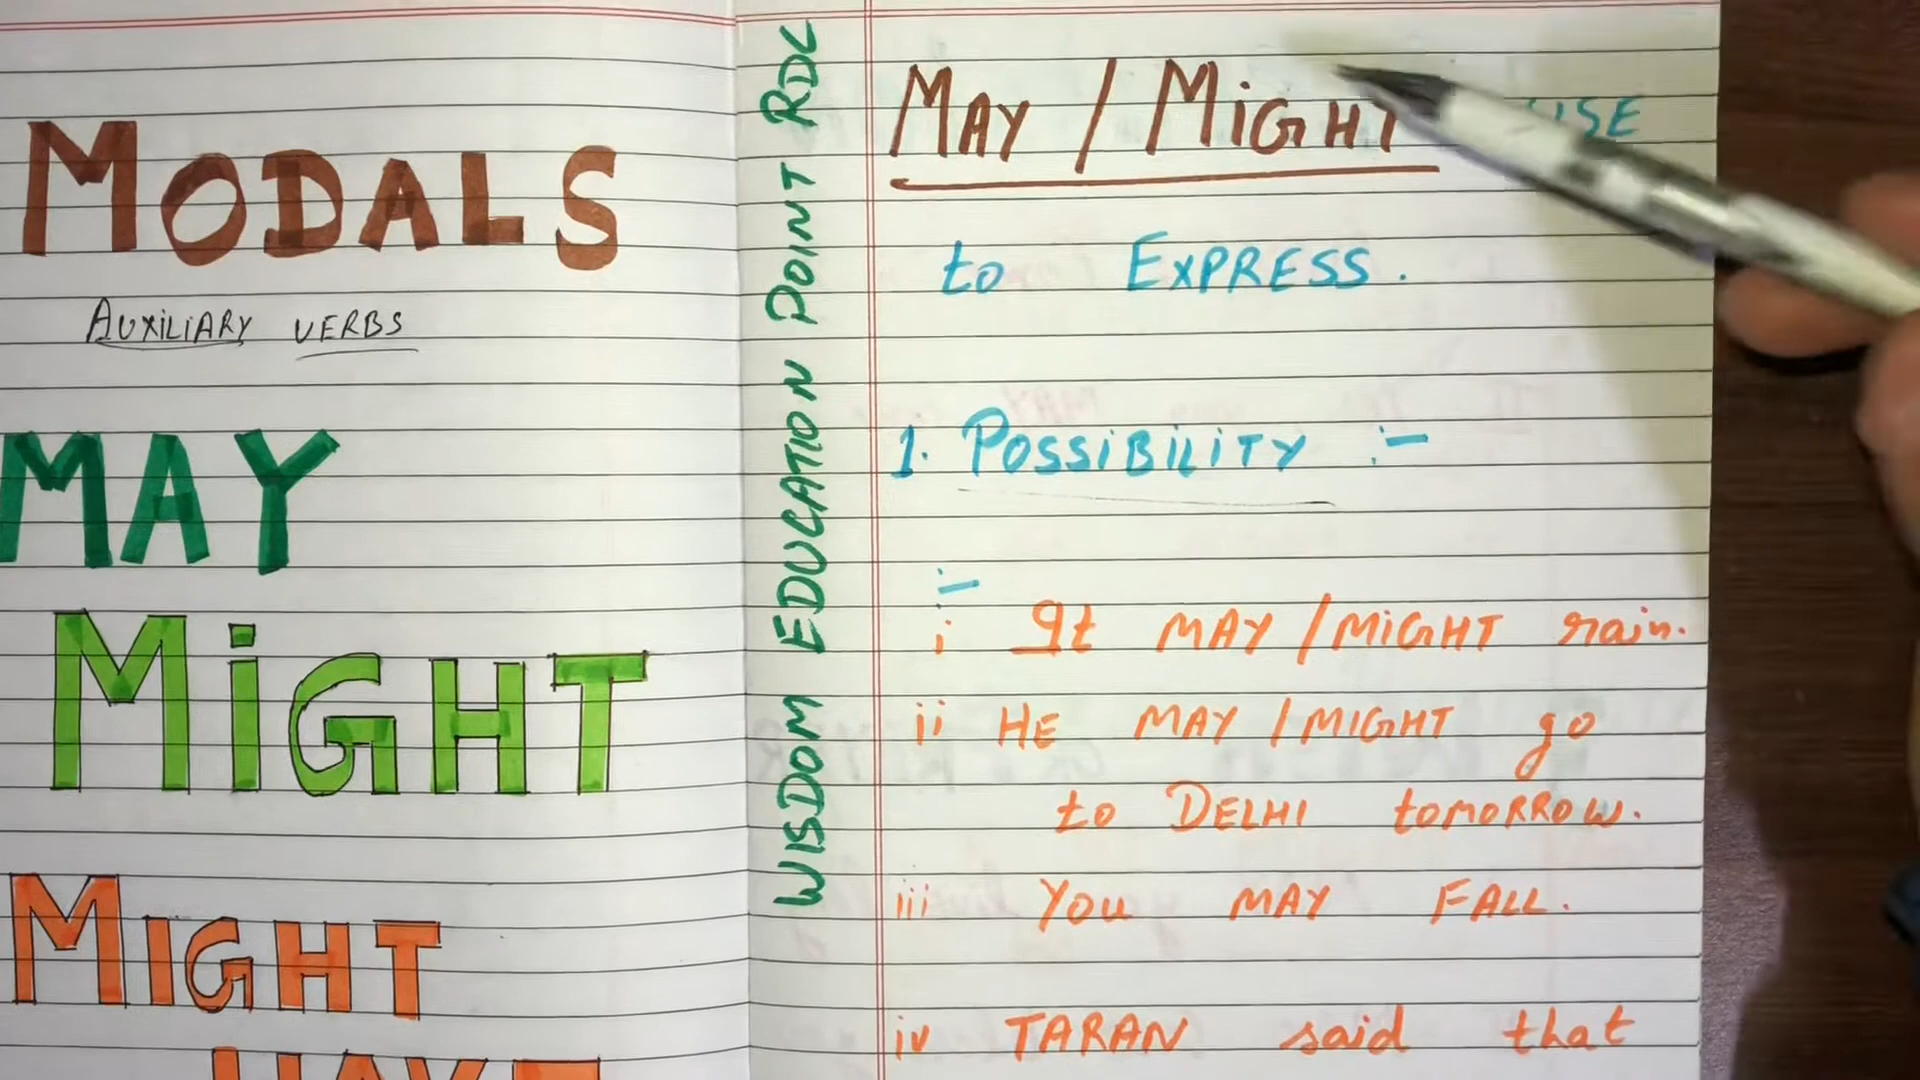 MODALS
AUXILIARY VERBS
MAY
MiGHT
MIGHT
WISDOM EDUCATION POINT RDC
MAY / MiGHT
to EXPRESS.
1. POSSiBILITY :-
:-
i It MAY /MiGHT rain.
ii HE MAY /MIGHT go
to DELHI tomorrow.
iii You MAY FALL.
iv TARAN said that